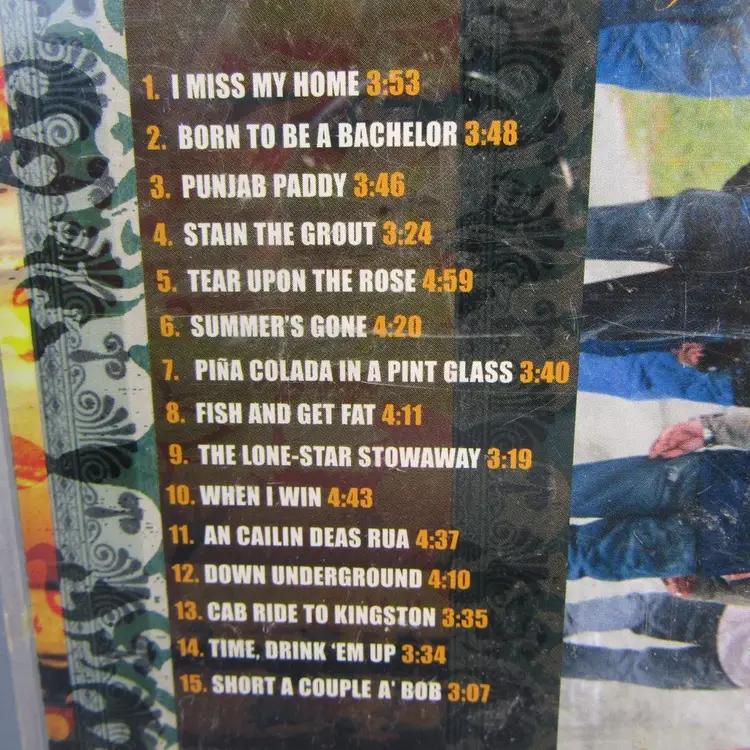 1. I MISS MY HOME 3:53
2. BORN TO BE A BACHELOR 3:48
3. PUNJAB PADDY 3:46
4. STAIN THE GROUT 3:24
5. TEAR UPON THE ROSE 4:59
6. SUMMER'S GONE 4:20
7. PIÑA COLADA IN A PINT GLASS 3:40
8. FISH AND GET FAT 4:11
9. THE LONE-STAR STOWAWAY 3:19
10. WHEN I WIN 4:43
11. AN CAILIN DEAS RUA 4:37
12. DOWN UNDERGROUND 4:10
13. CAB RIDE TO KINGSTON 3:35
14. TIME, DRINK 'EM UP 3:34
15. SHORT A COUPLE A' BOB 3:07